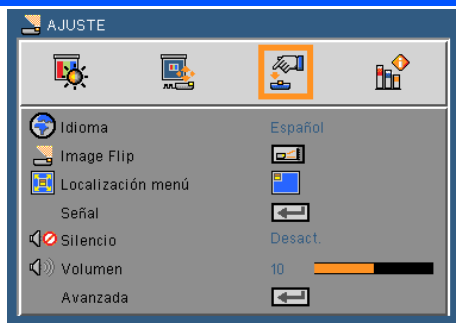 AJUSTE
Idioma Español
Image Flip
Localización menú
Señal
Silencio Desact.
Volumen 10
Avanzada